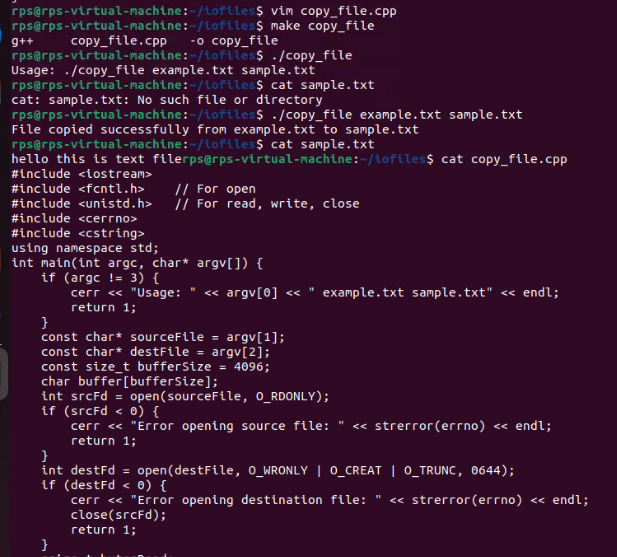 rps@rps-virtual-machine:~/iofiles$ vim copy_file.cpp
rps@rps-virtual-machine:~/iofiles$ make copy_file
g++     copy_file.cpp   -o copy_file
rps@rps-virtual-machine:~/iofiles$ ./copy_file
Usage: ./copy_file example.txt sample.txt
rps@rps-virtual-machine:~/iofiles$ cat sample.txt
cat: sample.txt: No such file or directory
rps@rps-virtual-machine:~/iofiles$ ./copy_file example.txt sample.txt
File copied successfully from example.txt to sample.txt
rps@rps-virtual-machine:~/iofiles$ cat sample.txt
hello this is text filerps@rps-virtual-machine:~/iofiles$ cat copy_file.cpp
#include <iostream>
#include <fcntl.h>    // For open
#include <unistd.h>   // For read, write, close
#include <cerrno>
#include <cstring>
using namespace std;
int main(int argc, char* argv[]) {
    if (argc != 3) {
        cerr << "Usage: " << argv[0] << " example.txt sample.txt" << endl;
        return 1;
    }
    const char* sourceFile = argv[1];
    const char* destFile = argv[2];
    const size_t bufferSize = 4096;
    char buffer[bufferSize];
    int srcFd = open(sourceFile, O_RDONLY);
    if (srcFd < 0) {
        cerr << "Error opening source file: " << strerror(errno) << endl;
        return 1;
    }
    int destFd = open(destFile, O_WRONLY | O_CREAT | O_TRUNC, 0644);
    if (destFd < 0) {
        cerr << "Error opening destination file: " << strerror(errno) << endl;
        close(srcFd);
        return 1;
    }